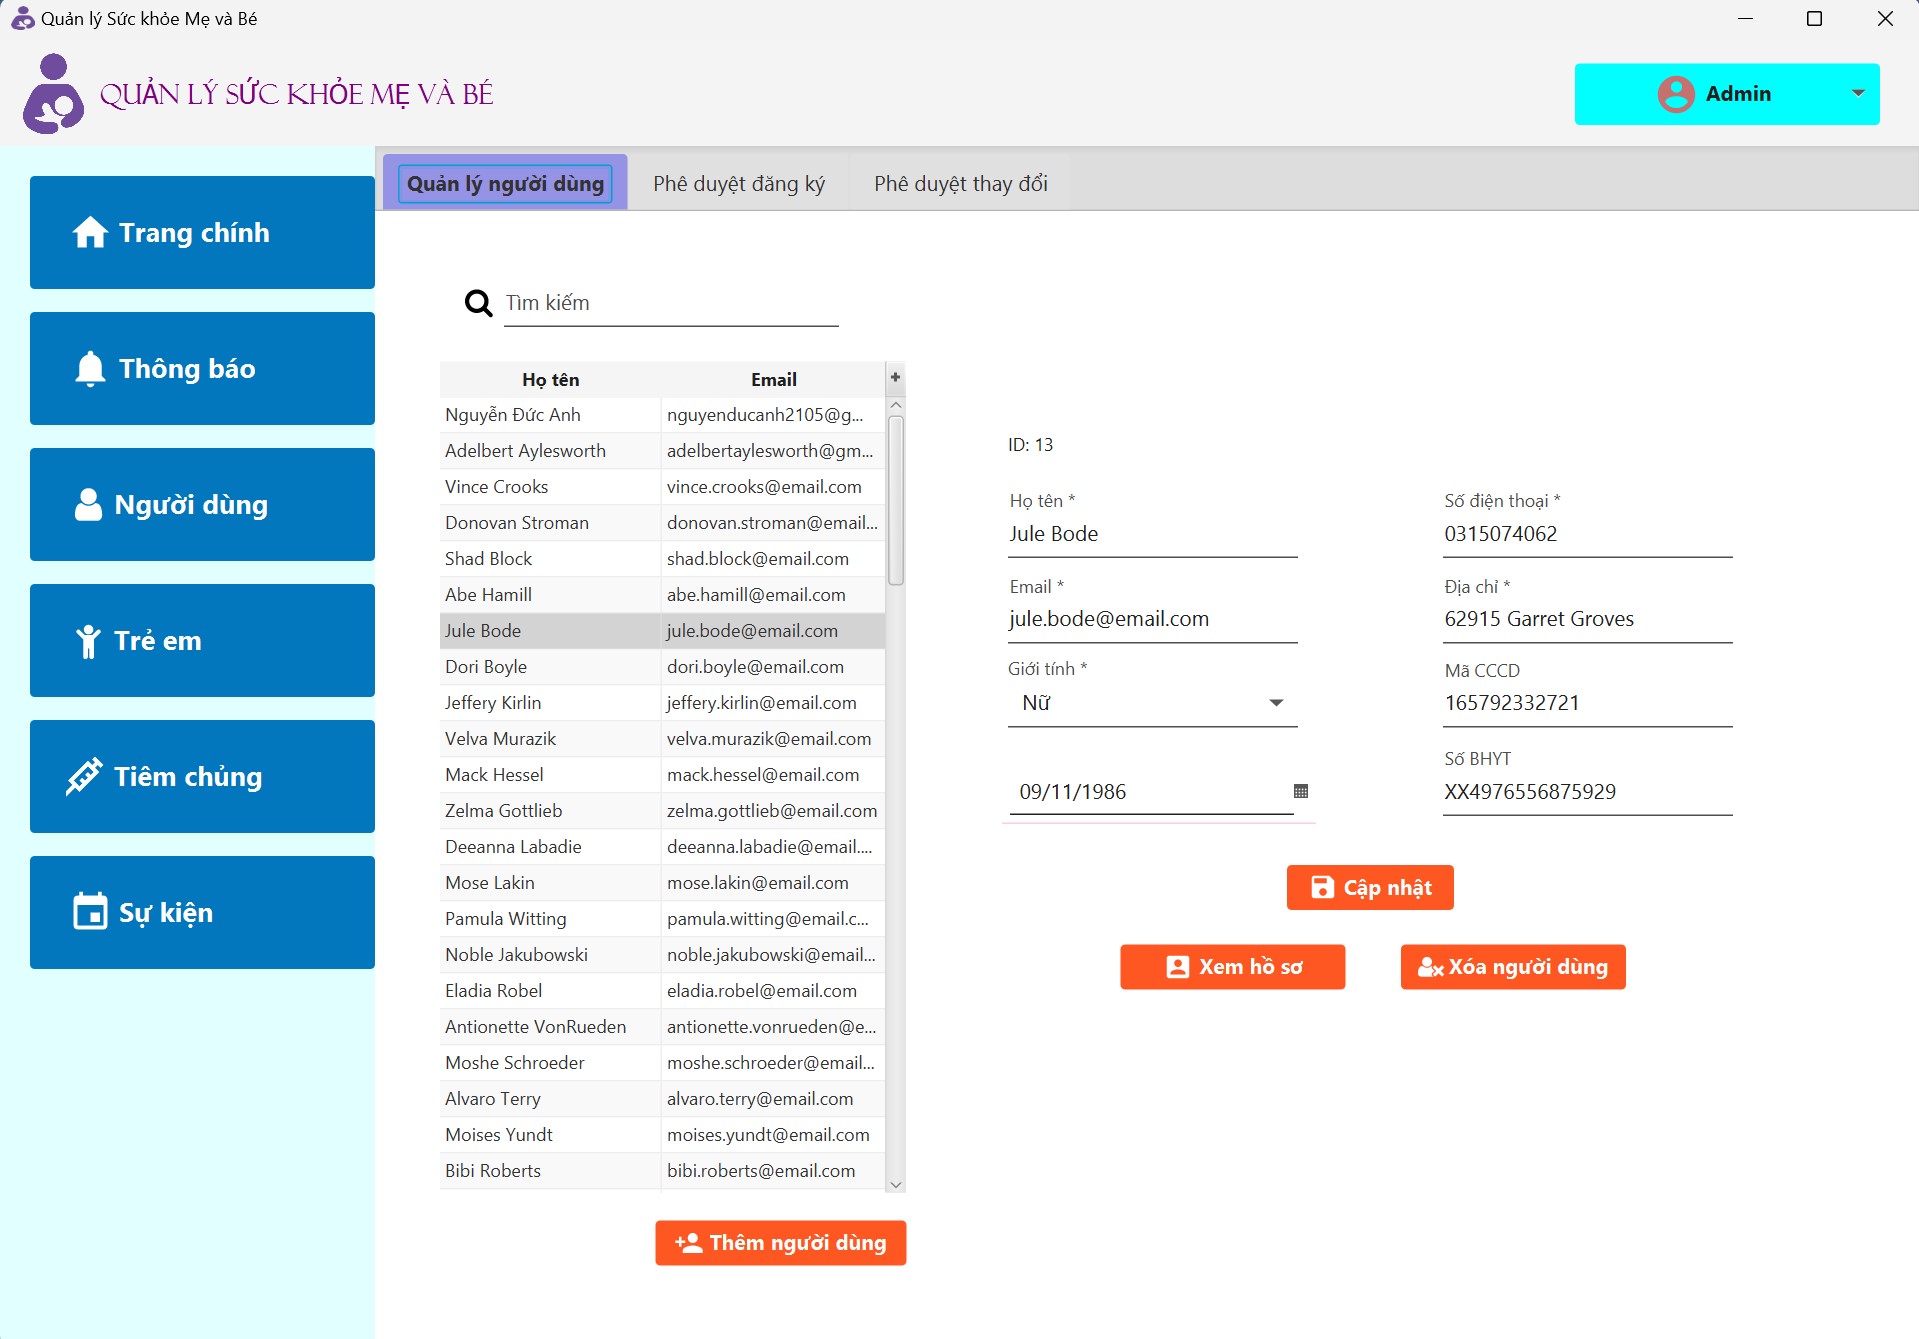 Quản lý Sức khỏe Mẹ và Bé
QUẢN LÝ SỨC KHỎE MẸ VÀ BÉ
Admin
Trang chính
Thông báo
Người dùng
Trẻ em
Tiêm chủng
Sự kiện
Quản lý người dùng Phê duyệt đăng ký Phê duyệt thay đổi
Tìm kiếm
Họ tên Email +
Nguyễn Đức Anh nguyenducanh2105@g...
Adelbert Aylesworth adelbertaylesworth@gm...
Vince Crooks vince.crooks@email.com
Donovan Stroman donovan.stroman@email...
Shad Block shad.block@email.com
Abe Hamill abe.hamill@email.com
Jule Bode jule.bode@email.com
Dori Boyle dori.boyle@email.com
Jeffery Kirlin jeffery.kirlin@email.com
Velva Murazik velva.murazik@email.com
Mack Hessel mack.hessel@email.com
Zelma Gottlieb zelma.gottlieb@email.com
Deeanna Labadie deeanna.labadie@email....
Mose Lakin mose.lakin@email.com
Pamula Witting pamula.witting@email.c...
Noble Jakubowski noble.jakubowski@email...
Eladia Robel eladia.robel@email.com
Antionette VonRueden antionette.vonrueden@e...
Moshe Schroeder moshe.schroeder@email...
Alvaro Terry alvaro.terry@email.com
Moises Yundt moises.yundt@email.com
Bibi Roberts bibi.roberts@email.com
Thêm người dùng
ID: 13
Họ tên *
Jule Bode
Số điện thoại *
0315074062
Email *
jule.bode@email.com
Địa chỉ *
62915 Garret Groves
Giới tính *
Nữ
Mã CCCD
165792332721
09/11/1986
Số BHYT
XX4976556875929
Cập nhật
Xem hồ sơ
Xóa người dùng